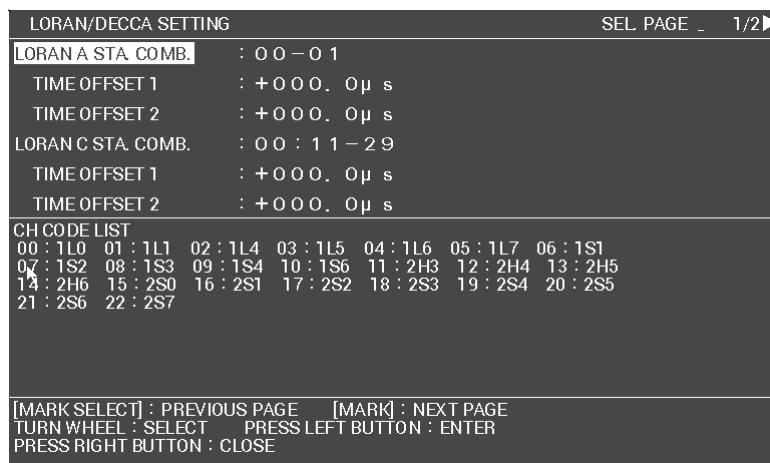 LORAN/DECCA SETTING SEL. PAGE _ 1/2
LORAN A STA. COMB. : 00-01
TIME OFFSET 1 : +000. 0μ s
TIME OFFSET 2 : +000. 0μ s
LORAN C STA. COMB. : 00:11-29
TIME OFFSET 1 : +000. 0μ s
TIME OFFSET 2 : +000. 0μ s
CH CODE LIST
00 : 1L0 01 : 1L1 02 : 1L4 03 : 1L5 04 : 1L6 05 : 1L7 06 : 1S1
07 : 1S2 08 : 1S3 09 : 1S4 10 : 1S6 11 : 2H3 12 : 2H4 13 : 2H5
14 : 2H6 15 : 2S0 16 : 2S1 17 : 2S2 18 : 2S3 19 : 2S4 20 : 2S5
21 : 2S6 22 : 2S7
[MARK SELECT] : PREVIOUS PAGE [MARK] : NEXT PAGE
TURN WHEEL : SELECT PRESS LEFT BUTTON : ENTER
PRESS RIGHT BUTTON : CLOSE